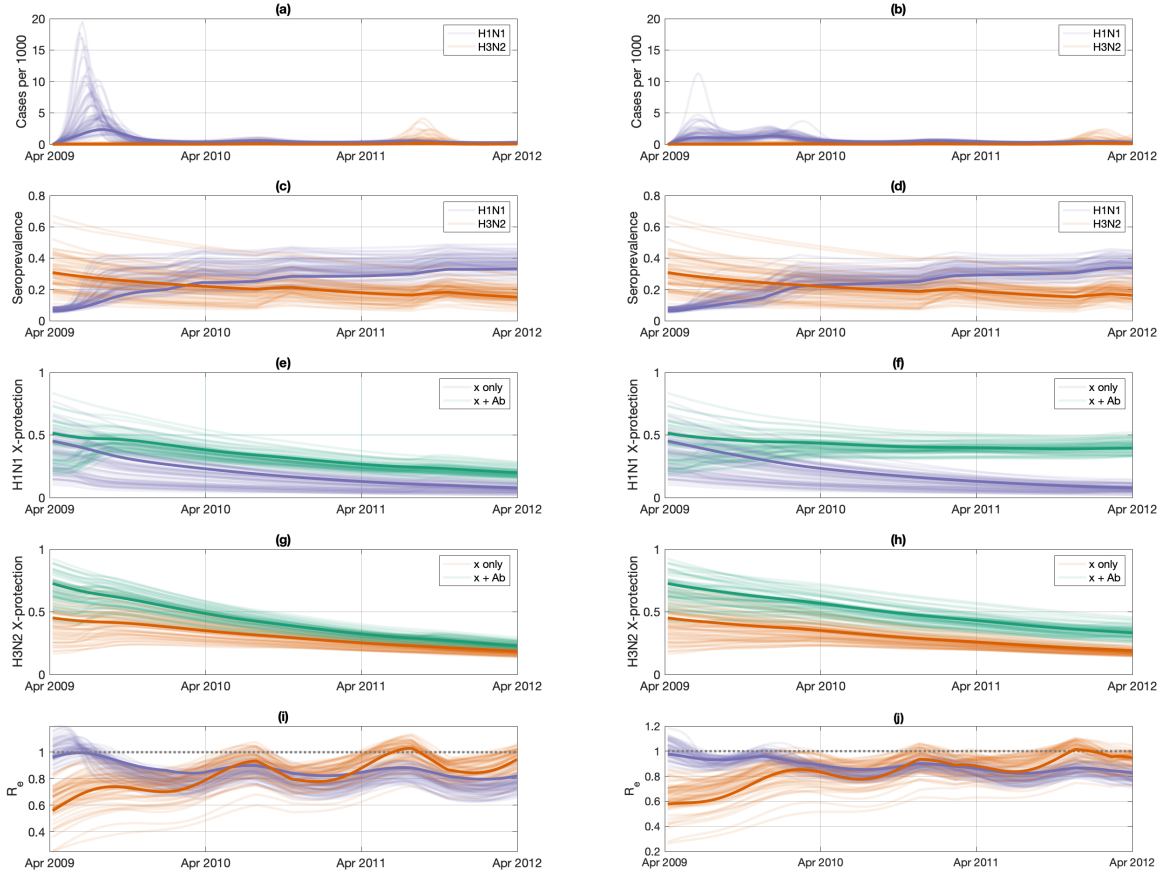 (a)
Cases per 1000
20
15
10
5
0
H1N1
H3N2
Apr 2009
Apr 2010
Apr 2011
Apr 2012
(b)
Cases per 1000
20
15
10
5
0
H1N1
H3N2
Apr 2009
Apr 2010
Apr 2011
Apr 2012
(c)
Seroprevalence
0.8
0.6
0.4
0.2
0
H1N1
H3N2
Apr 2009
Apr 2010
Apr 2011
Apr 2012
(d)
Seroprevalence
0.8
0.6
0.4
0.2
0
H1N1
H3N2
Apr 2009
Apr 2010
Apr 2011
Apr 2012
(e)
H1N1 X-protection
1
0.5
0
x only
x + Ab
Apr 2009
Apr 2010
Apr 2011
Apr 2012
(f)
H1N1 X-protection
1
0.5
0
x only
x + Ab
Apr 2009
Apr 2010
Apr 2011
Apr 2012
(g)
H3N2 X-protection
1
0.5
0
x only
x + Ab
Apr 2009
Apr 2010
Apr 2011
Apr 2012
(h)
H3N2 X-protection
1
0.5
0
x only
x + Ab
Apr 2009
Apr 2010
Apr 2011
Apr 2012
(i)
Re
1
0.8
0.6
0.4
Apr 2009
Apr 2010
Apr 2011
Apr 2012
(j)
Re
1.2
1
0.8
0.6
0.4
0.2
Apr 2009
Apr 2010
Apr 2011
Apr 2012